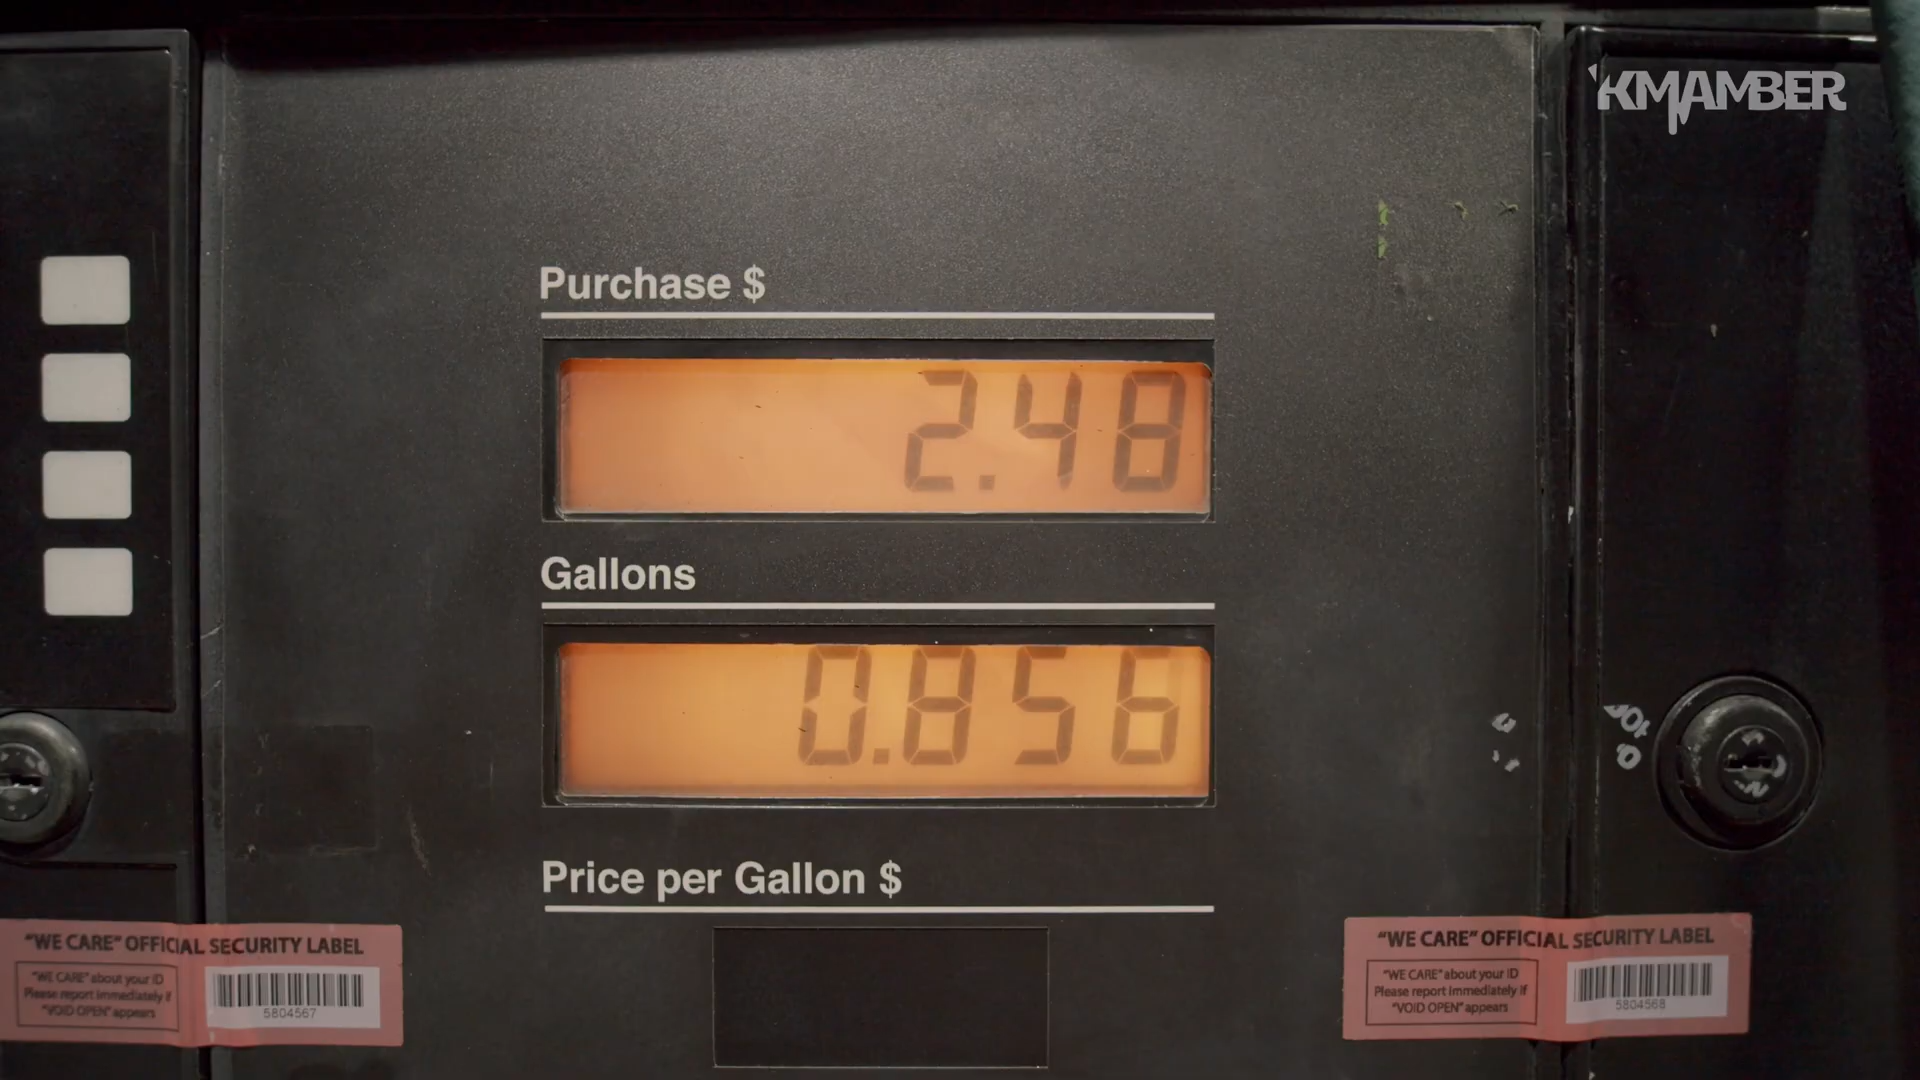 KMAMBER
Purchase $
2.48
Gallons
0.856
Price per Gallon $
"WE CARE" OFFICIAL SECURITY LABEL
"WE CARE" about your ID
Please report immediately if
"VOID OPEN" appears
5804567
"WE CARE" OFFICIAL SECURITY LABEL
"WE CARE" about your ID
Please report immediately if
"VOID OPEN" appears
5804568